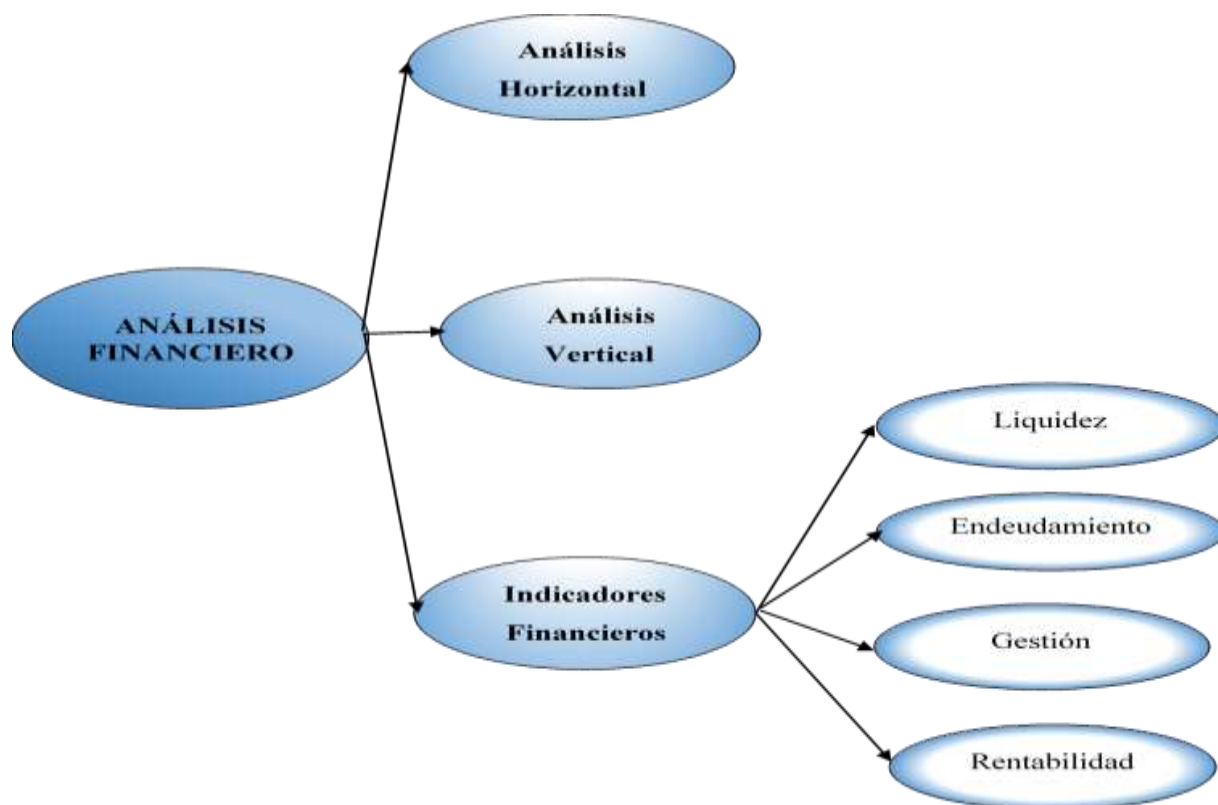 Análisis
Horizontal
ANÁLISIS
FINANCIERO
Análisis
Vertical
Indicadores
Financieros
Liquidez
Endeudamiento
Gestión
Rentabilidad